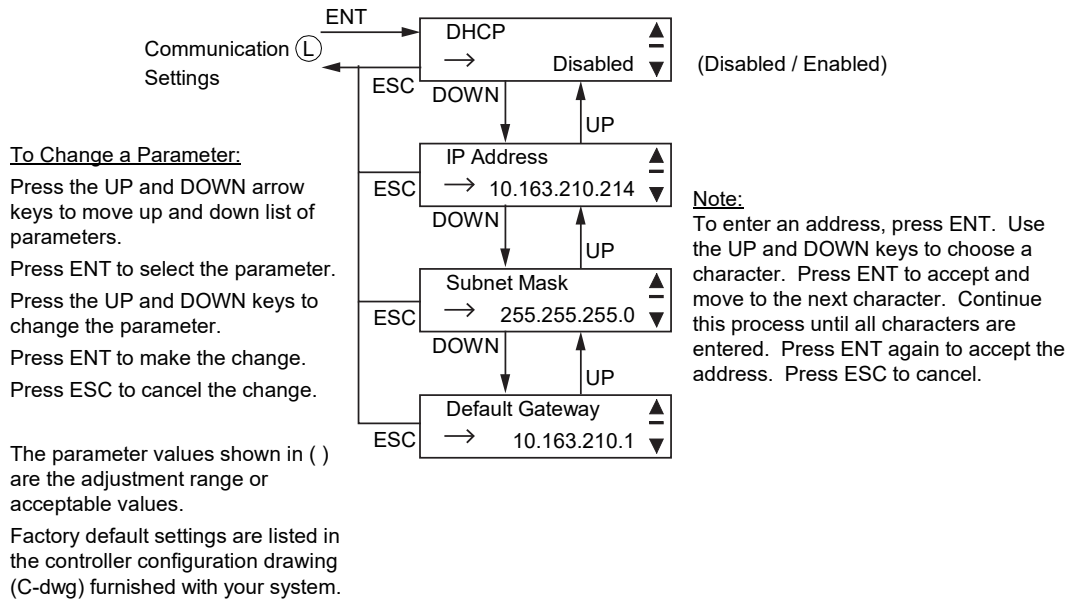 ENT
Communication L
Settings
DHCP
→ Disabled
(Disabled / Enabled)
ESC
DOWN
UP
To Change a Parameter:
Press the UP and DOWN arrow
keys to move up and down list of
parameters.
Press ENT to select the parameter.
Press the UP and DOWN keys to
change the parameter.
Press ENT to make the change.
Press ESC to cancel the change.
The parameter values shown in ( )
are the adjustment range or
acceptable values.
Factory default settings are listed in
the controller configuration drawing
(C-dwg) furnished with your system.
IP Address
→ 10.163.210.214
ESC
DOWN
UP
Subnet Mask
→ 255.255.255.0
ESC
DOWN
UP
Default Gateway
→ 10.163.210.1
ESC
Note:
To enter an address, press ENT. Use
the UP and DOWN keys to choose a
character. Press ENT to accept and
move to the next character. Continue
this process until all characters are
entered. Press ENT again to accept the
address. Press ESC to cancel.